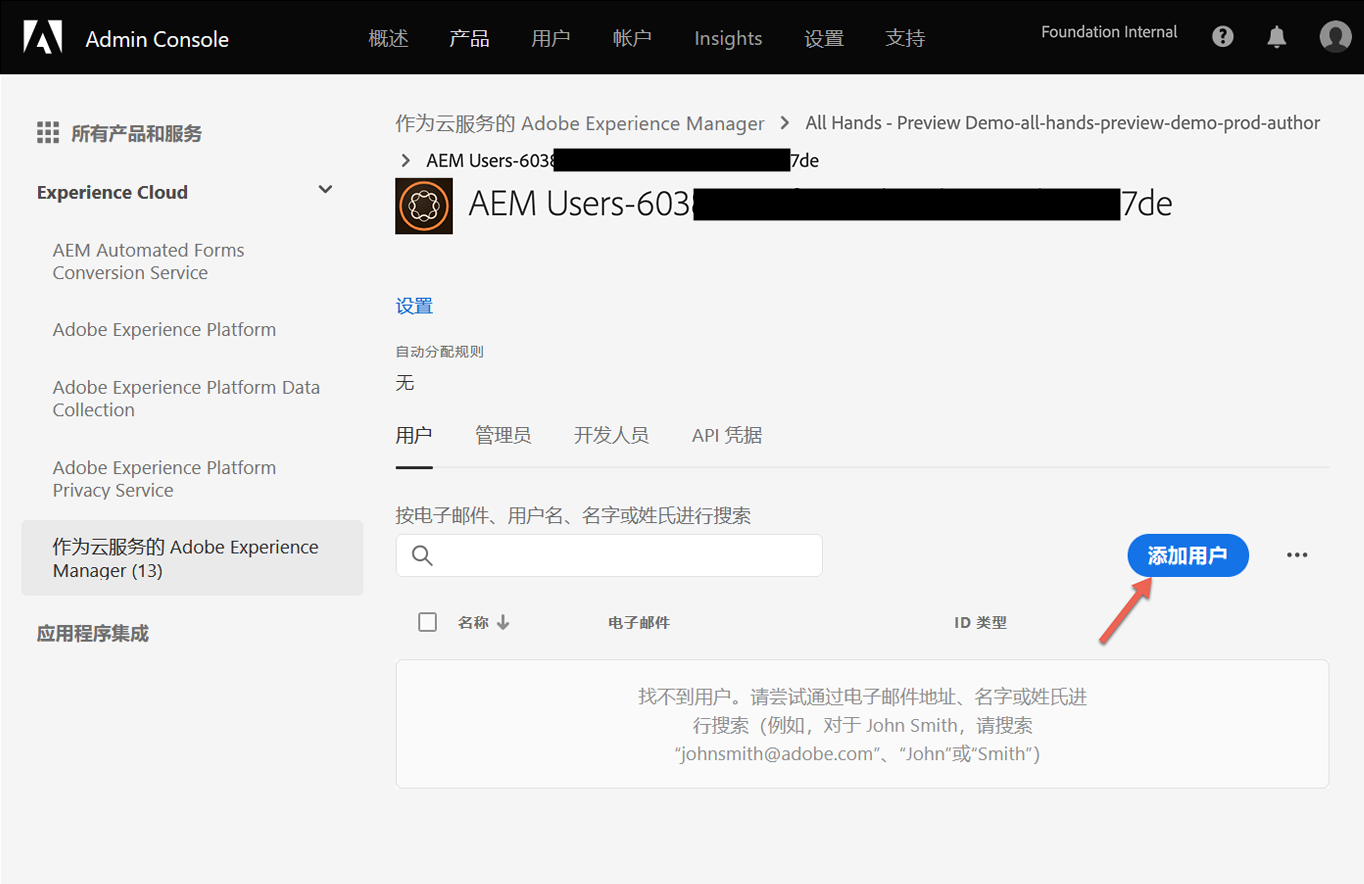 Admin Console
概述 产品 用户 帐户 Insights 设置 支持
Foundation Internal
所有产品和服务
Experience Cloud
AEM Automated Forms
Conversion Service
Adobe Experience Platform
Adobe Experience Platform Data
Collection
Adobe Experience Platform
Privacy Service
作为云服务的 Adobe Experience
Manager (13)
应用程序集成
作为云服务的 Adobe Experience Manager > All Hands - Preview Demo-all-hands-preview-demo-prod-author
> AEM Users-6038 7de
AEM Users-6038 7de
设置
自动分配规则
无
用户 管理员 开发人员 API 凭据
按电子邮件、用户名、名字或姓氏进行搜索
添加用户
名称 电子邮件 ID 类型
找不到用户。请尝试通过电子邮件地址、名字或姓氏进
行搜索（例如，对于 John Smith，请搜索
“johnsmith@adobe.com”、“John”或“Smith”）